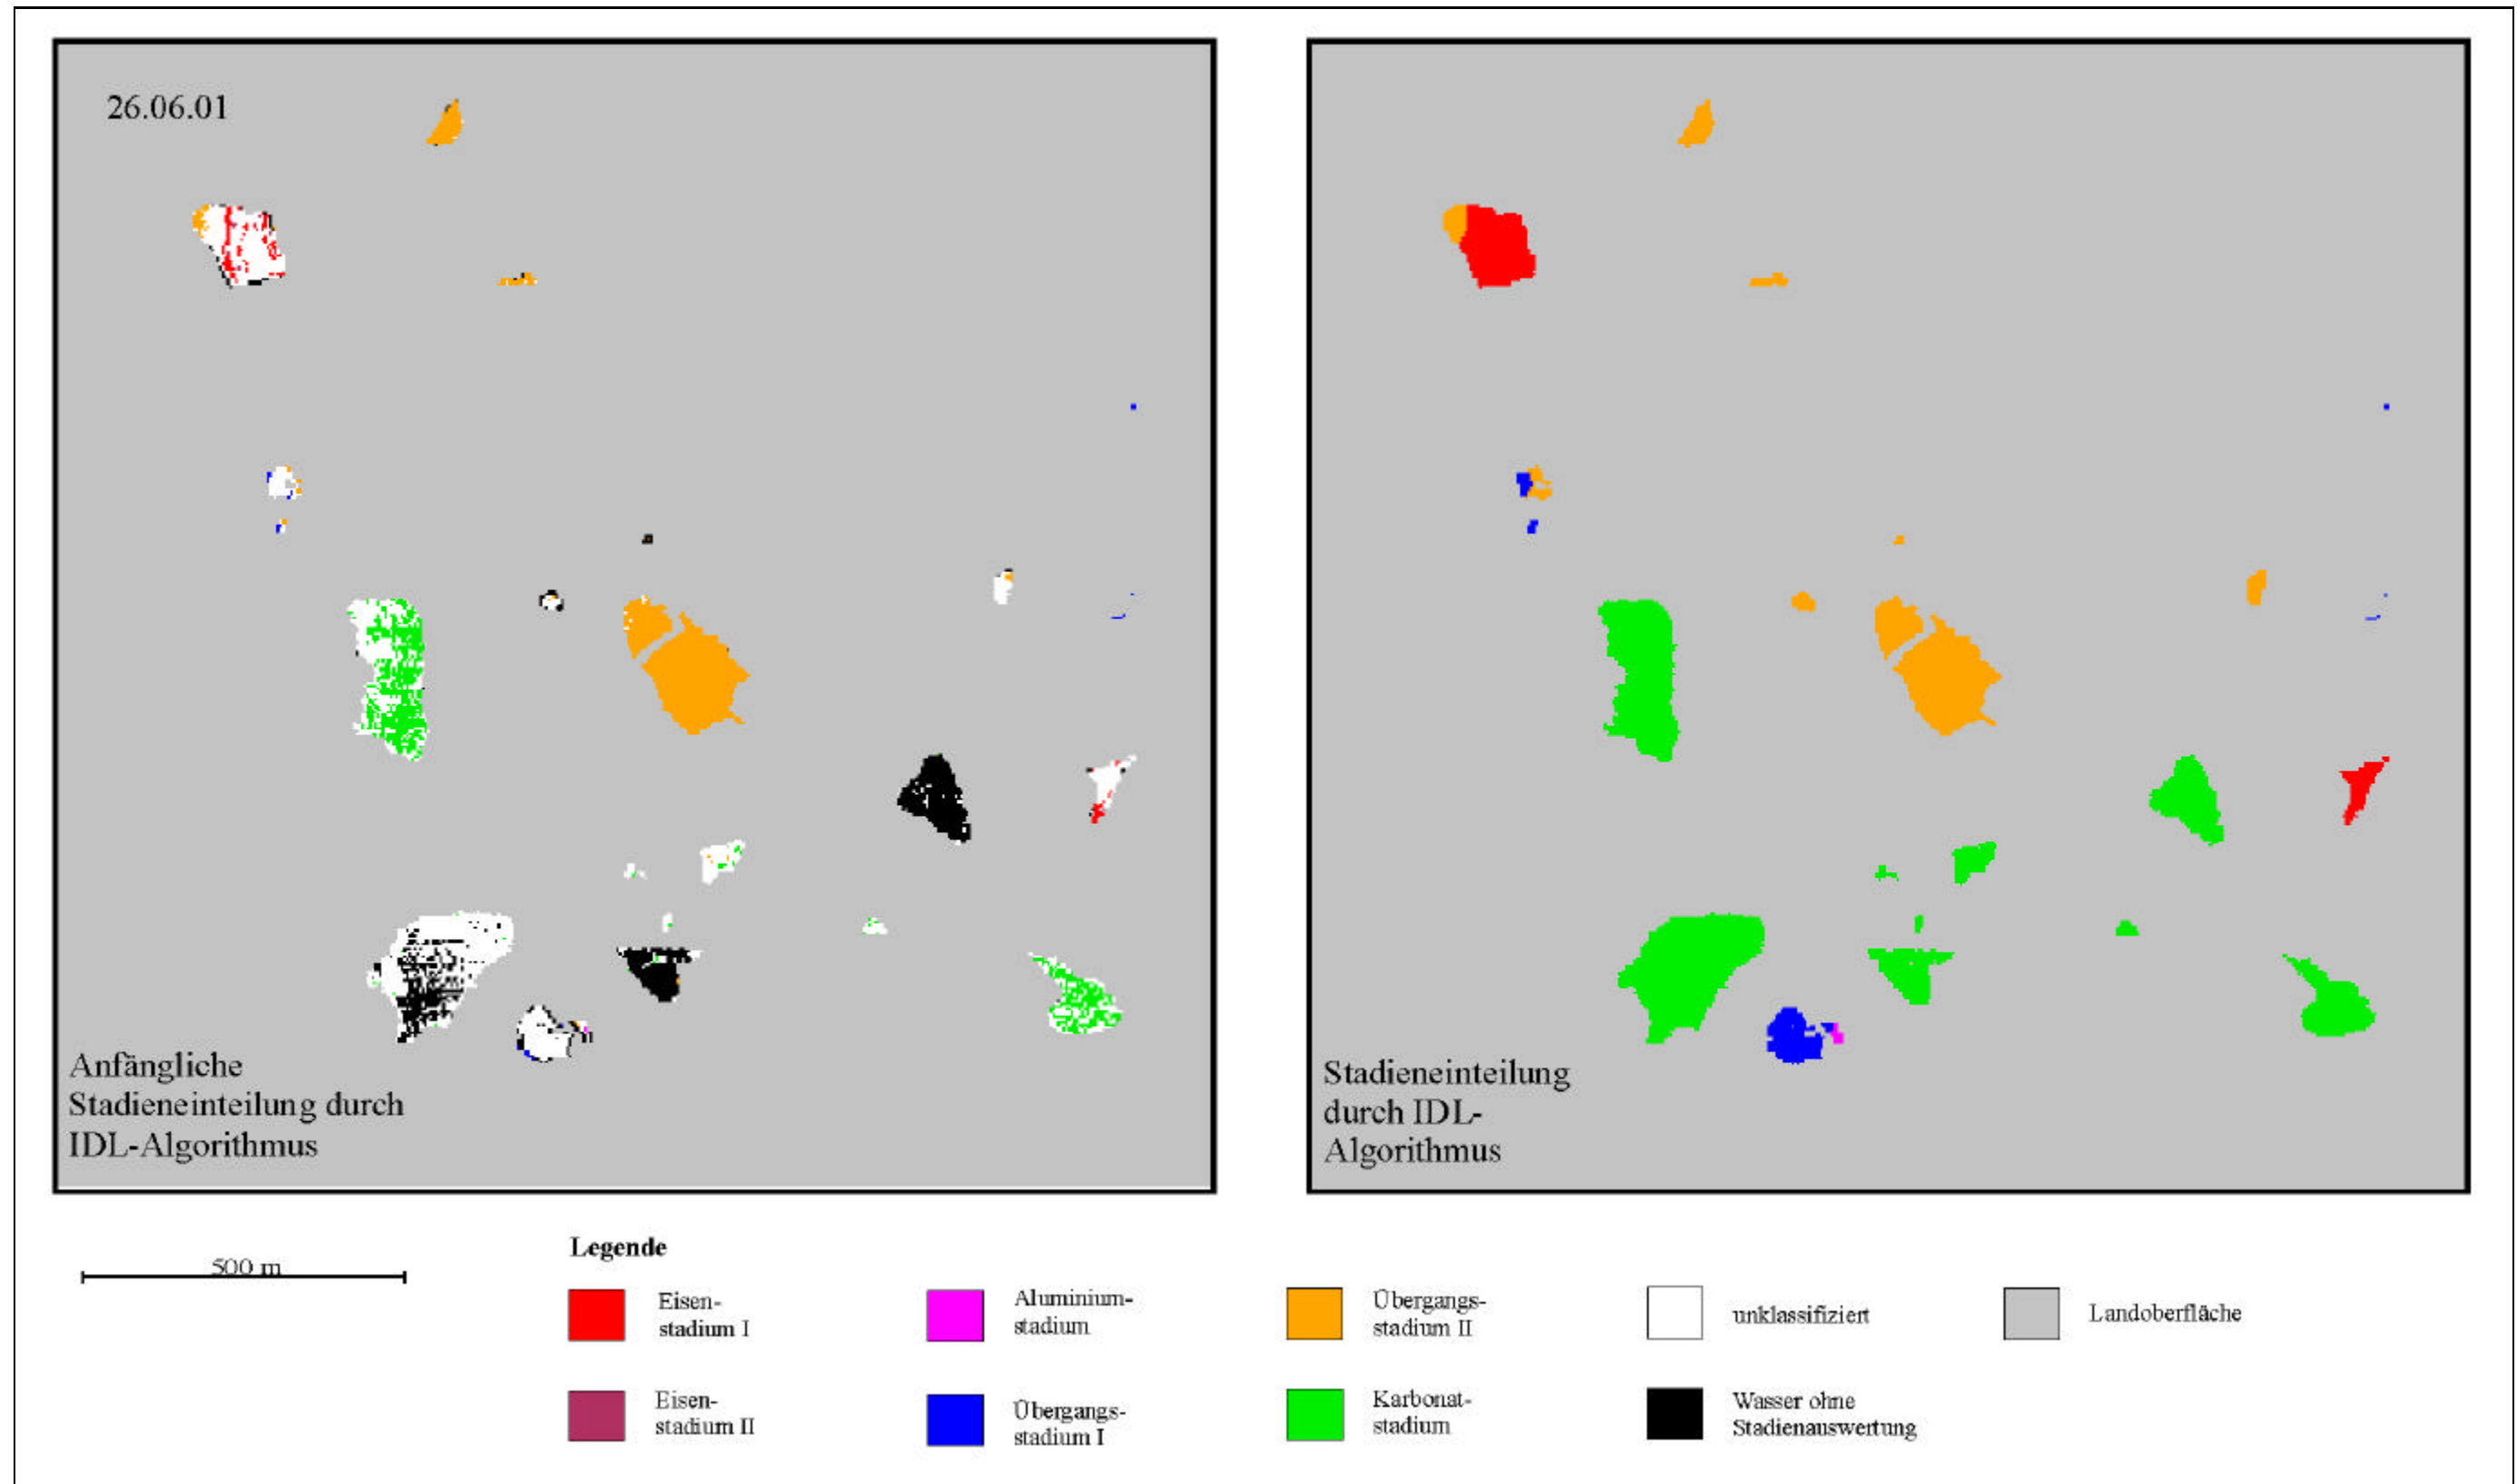 26.06.01
Anfängliche
Stadieneinteilung durch
IDL-Algorithmus
Stadieneinteilung
durch IDL-
Algorithmus
500 m
Legende
Eisen-
stadium I
Aluminium-
stadium
Übergangs-
stadium II
unklassifiziert
Landoberfläche
Eisen-
stadium II
Übergangs-
stadium I
Karbonat-
stadium
Wasser ohne
Stadienauswertung